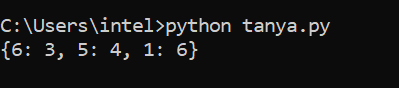 C:\Users\intel>python tanya.py
{6: 3, 5: 4, 1: 6}